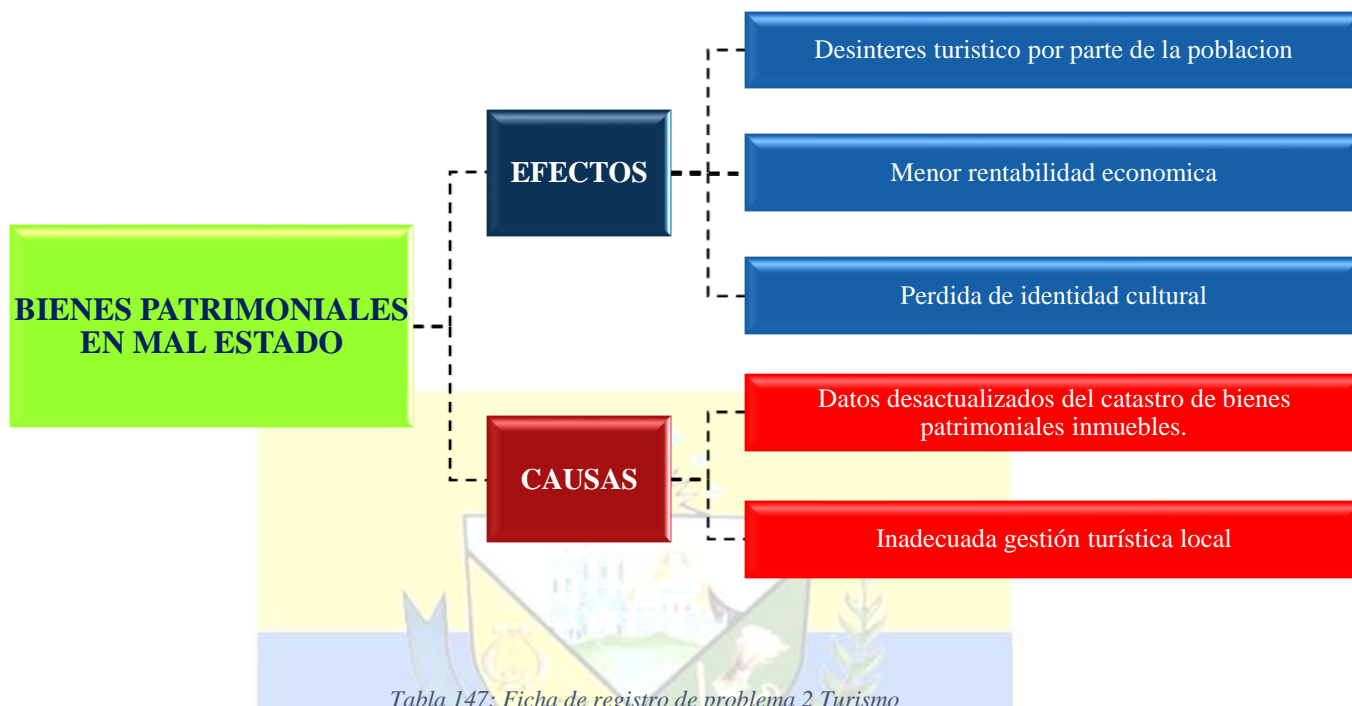 BIENES PATRIMONIALES
EN MAL ESTADO
EFECTOS
Desinteres turistico por parte de la poblacion
Menor rentabilidad economica
Perdida de identidad cultural
CAUSAS
Datos desactualizados del catastro de bienes
patrimoniales inmuebles.
Inadecuada gestión turística local
Tabla 147: Ficha de registro de problema 2 Turismo